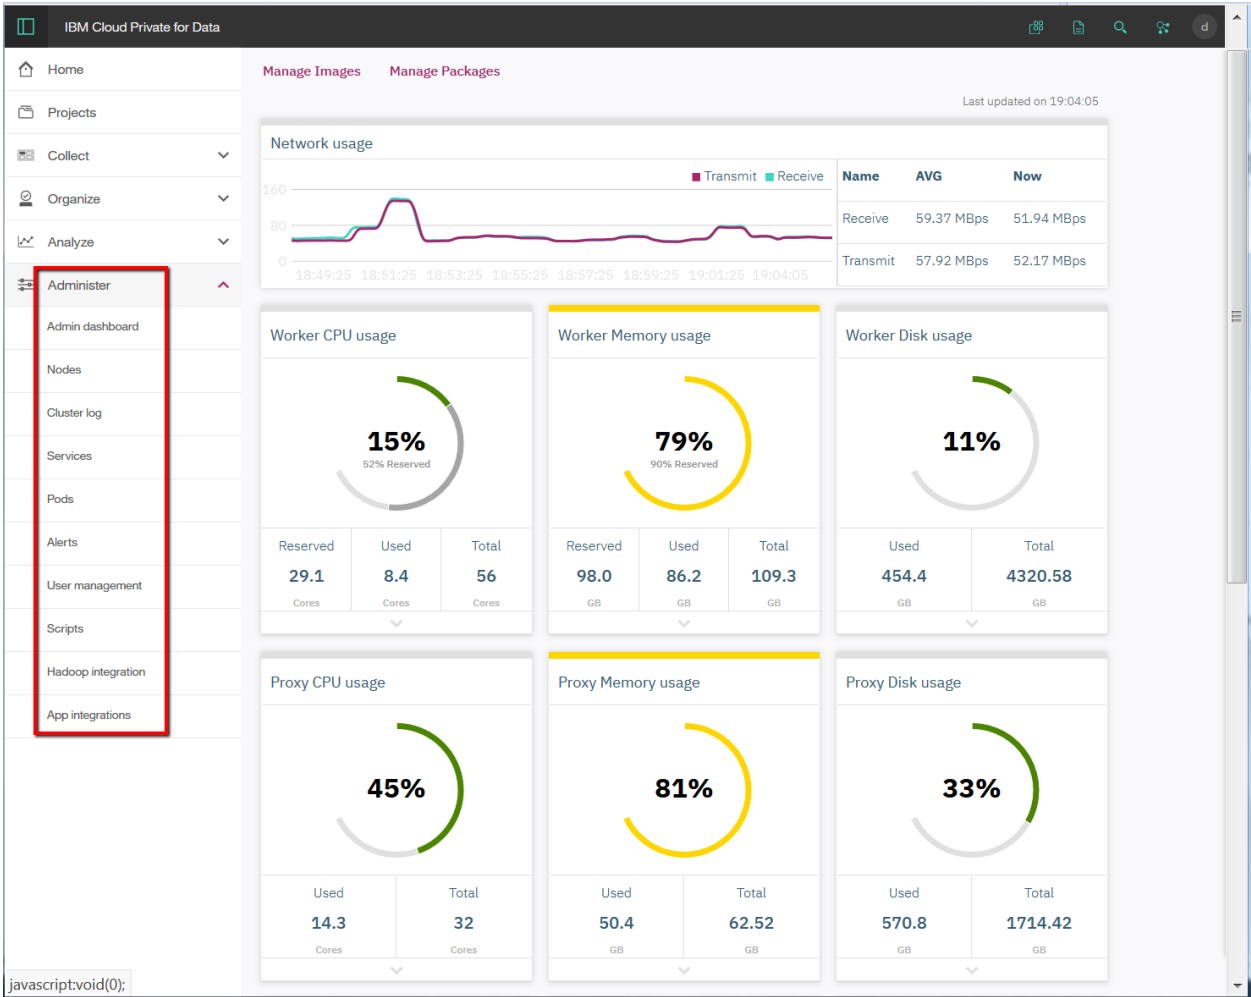 IBM Cloud Private for Data
d
Home
Projects
Collect
Organize
Analyze
Administer
Admin dashboard
Nodes
Cluster log
Services
Pods
Alerts
User management
Scripts
Hadoop integration
App integrations
Manage Images Manage Packages
Last updated on 19:04:05
Network usage
Transmit Receive
160
80
0
18:49:25 18:51:25 18:53:25 18:55:25 18:57:25 18:59:25 19:01:25 19:04:05
Name AVG Now
Receive 59.37 MBps 51.94 MBps
Transmit 57.92 MBps 52.17 MBps
Worker CPU usage
15%
52% Reserved
Reserved Used Total
29.1 8.4 56
Cores Cores Cores
Worker Memory usage
79%
90% Reserved
Reserved Used Total
98.0 86.2 109.3
GB GB GB
Worker Disk usage
11%
Used Total
454.4 4320.58
GB GB
Proxy CPU usage
45%
Used Total
14.3 32
Cores Cores
Proxy Memory usage
81%
Used Total
50.4 62.52
GB GB
Proxy Disk usage
33%
Used Total
570.8 1714.42
GB GB
javascript:void(0);